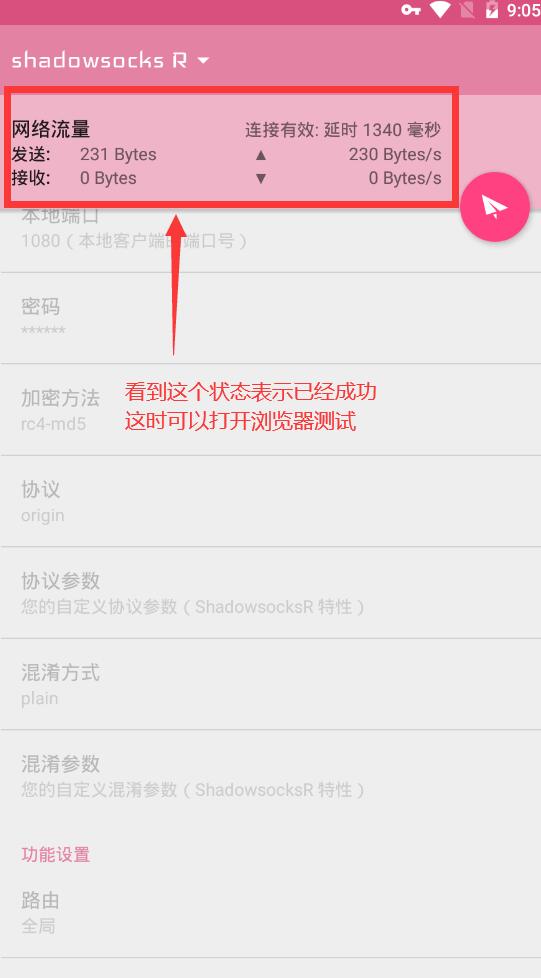 9:05
shadowsocks R
网络流量
连接有效: 延时 1340 毫秒
发送: 231 Bytes ▲ 230 Bytes/s
接收: 0 Bytes ▼ 0 Bytes/s
本地端口
1080（本地客户端的端口号）
密码
******
加密方法
rc4-md5
看到这个状态表示已经成功
这时可以打开浏览器测试
协议
origin
协议参数
您的自定义协议参数（ShadowsocksR 特性）
混淆方式
plain
混淆参数
您的自定义混淆参数（ShadowsocksR 特性）
功能设置
路由
全局